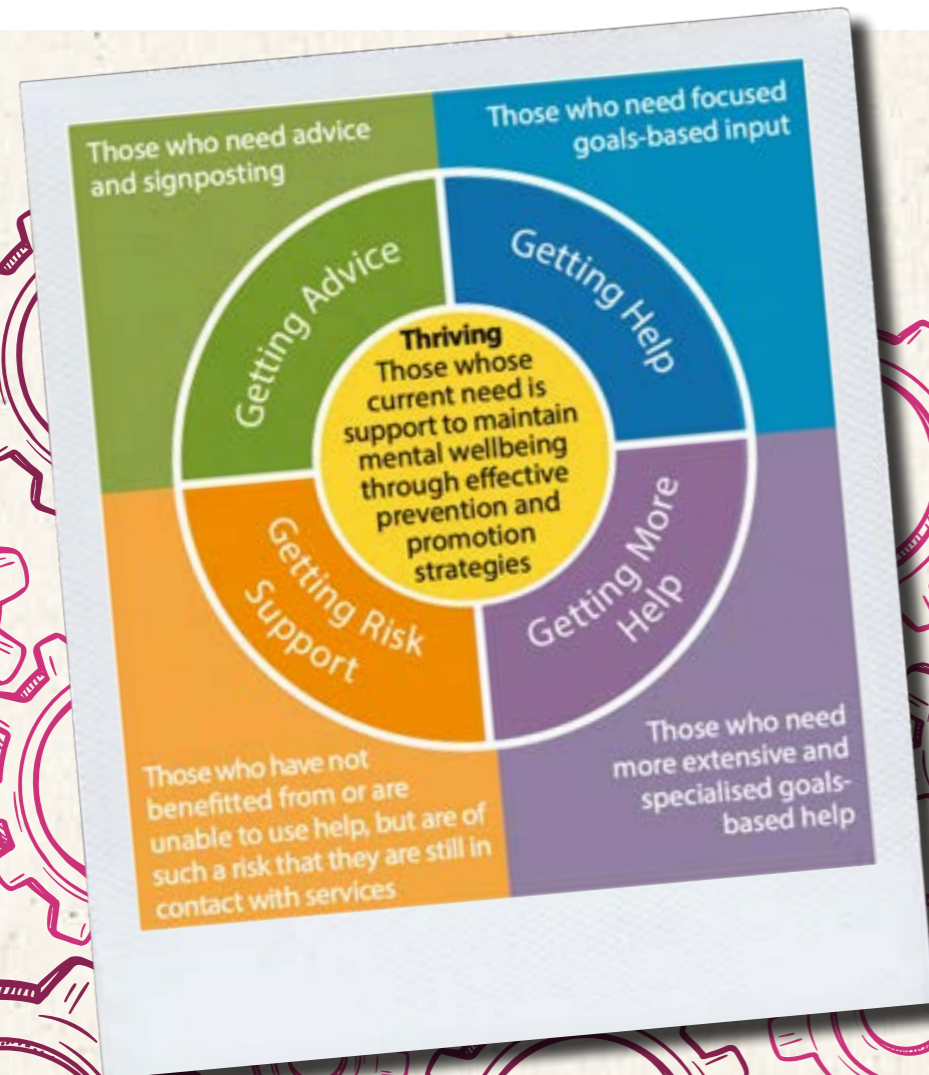 Those who need advice
and signposting
Those who need focused
goals-based input
Getting Advice
Getting Help
Thriving
Those whose
current need is
support to maintain
mental wellbeing
through effective
prevention and
promotion
strategies
Getting Risk
Support
Getting More
Help
Those who have not
benefitted from or are
unable to use help, but are of
such a risk that they are still in
contact with services
Those who need
more extensive and
specialised goals-
based help